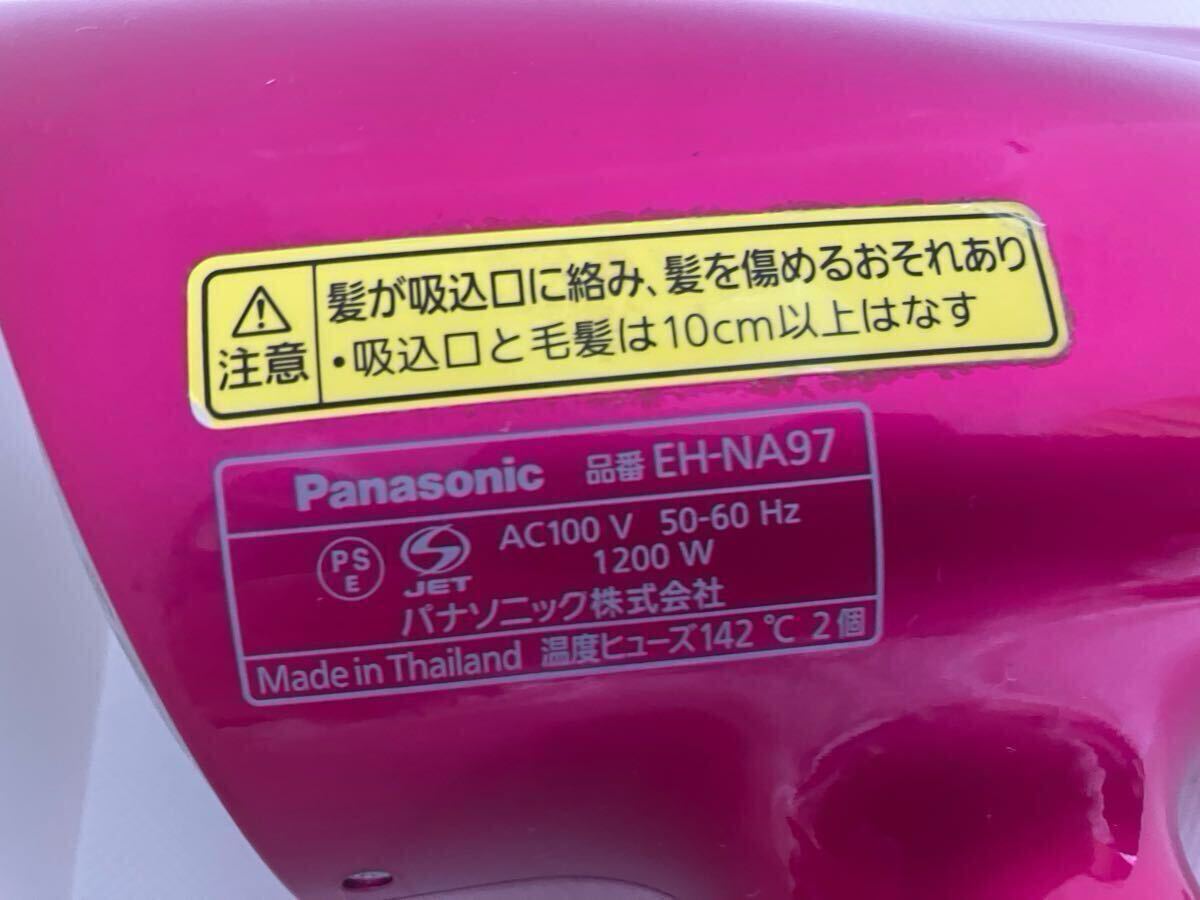 注意
髪が吸込口に絡み、髪を傷めるおそれあり
・吸込口と毛髪は10cm以上はなす
Panasonic 品番 EH-NA97
PS E JET AC100 V 50-60 Hz
1200 W
パナソニック株式会社
Made in Thailand 温度ヒューズ142 ℃ 2個